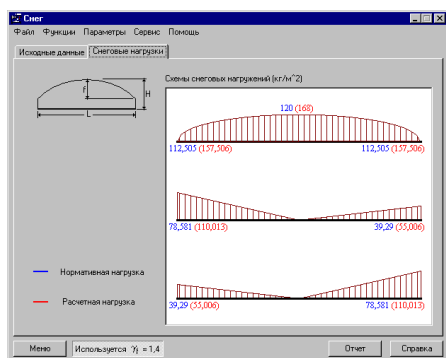 Снег
Файл Функции Параметры Сервис Помощь
Исходные данные Снеговые нагрузки
f H
L
Схемы снеговых нагружений (кг/м^2)
120 (168)
112,505 (157,506) 112,505 (157,506)
78,581 (110,013) 39,29 (55,006)
39,29 (55,006) 78,581 (110,013)
Нормативная нагрузка
Расчетная нагрузка
Меню Используется γf = 1,4 Отчет Справка